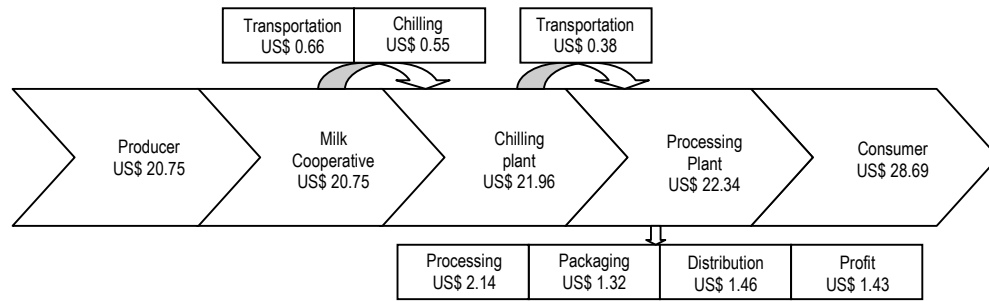 Transportation
US$ 0.66
Chilling
US$ 0.55
Transportation
US$ 0.38
Producer
US$ 20.75
Milk
Cooperative
US$ 20.75
Chilling
plant
US$ 21.96
Processing
Plant
US$ 22.34
Consumer
US$ 28.69
Processing
US$ 2.14
Packaging
US$ 1.32
Distribution
US$ 1.46
Profit
US$ 1.43